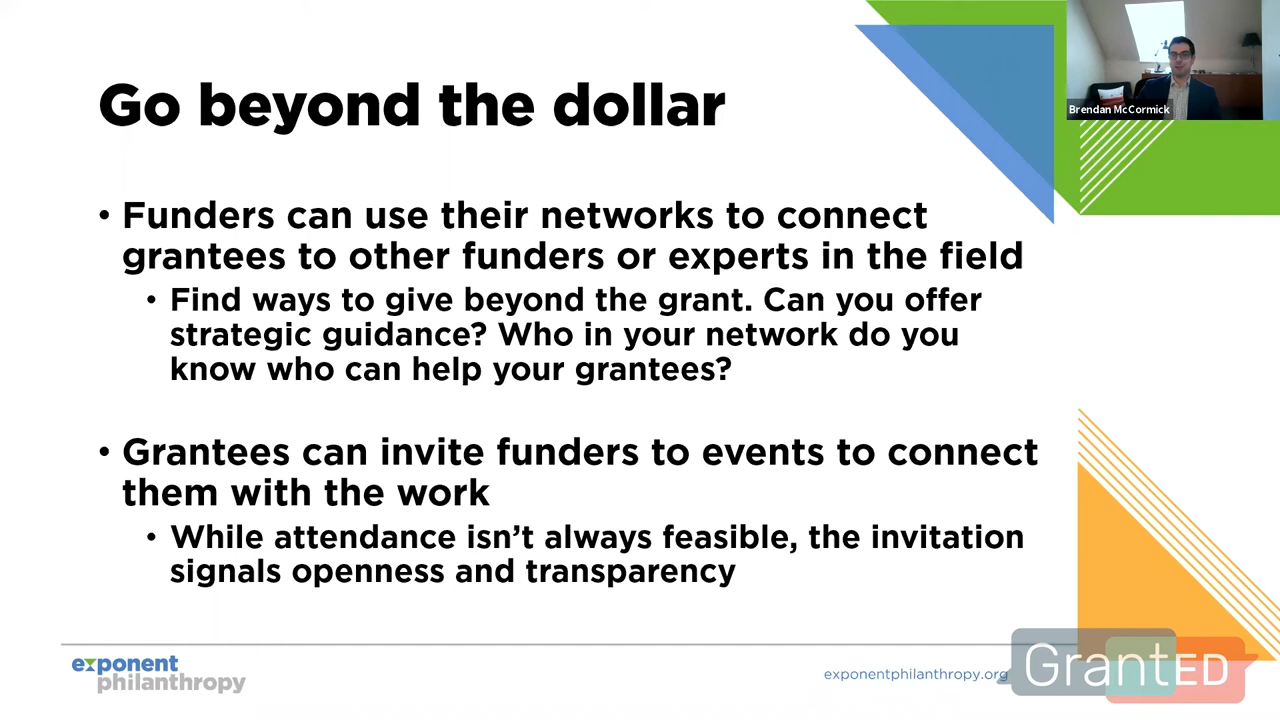 Go beyond the dollar
Brendan McCormick
• Funders can use their networks to connect
grantees to other funders or experts in the field
• Find ways to give beyond the grant. Can you offer
strategic guidance? Who in your network do you
know who can help your grantees?
• Grantees can invite funders to events to connect
them with the work
• While attendance isn’t always feasible, the invitation
signals openness and transparency
exponent
philanthropy
exponentphilanthropy.org
GrantED